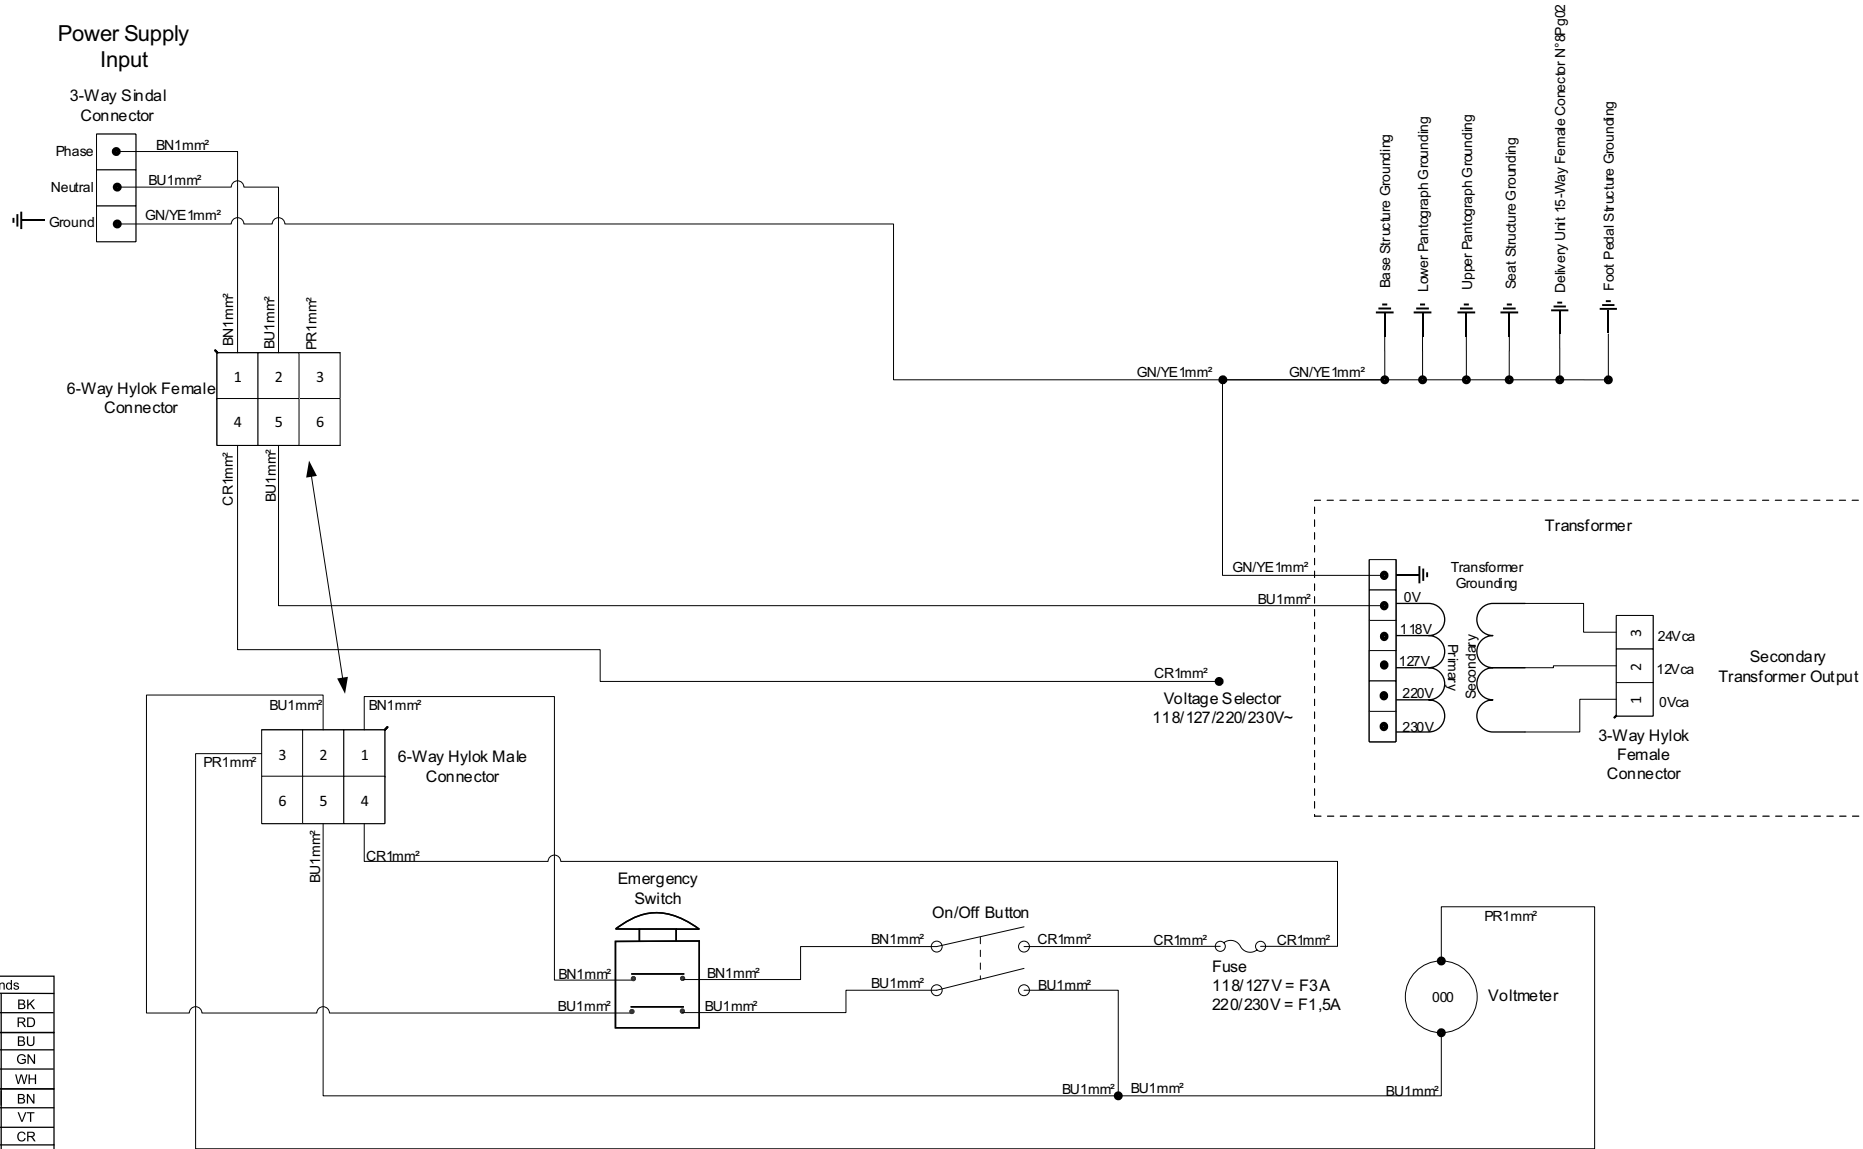 Power Supply
Input
3-Way Sindal
Connector
Phase
BN1mm²
Neutral
BU1mm²
Ground
GN/YE1mm²
BN1mm²
BU1mm²
PR1mm²
6-Way Hylok Female
Connector
1 2 3
4 5 6
CR1mm²
BU1mm²
Base Structure Grounding
Lower Pantograph Grounding
Upper Pantograph Grounding
Seat Structure Grounding
Delivery Unit 15-Way Female Conector N°8Pg02
Foot Pedal Structure Grounding
GN/YE1mm²
GN/YE1mm²
Transformer
GN/YE1mm²
Transformer
Grounding
BU1mm²
0V
118V
127V
220V
230V
Primary
Secondary
3
2
1
24Vca
12Vca
0Vca
Secondary
Transformer Output
3-Way Hylok
Female
Connector
CR1mm²
Voltage Selector
118/127/220/230V~
BU1mm²
BN1mm²
PR1mm²
3 2 1
6 5 4
6-Way Hylok Male
Connector
BU1mm²
CR1mm²
Emergency
Switch
BN1mm²
BN1mm²
BU1mm²
BU1mm²
On/Off Button
BN1mm²
CR1mm²
BU1mm²
BU1mm²
CR1mm²
CR1mm²
Fuse
118/127V = F3A
220/230V = F1,5A
PR1mm²
000
Voltmeter
BU1mm²
BU1mm²
BU1mm²
nds
BK
RD
BU
GN
WH
BN
VT
CR